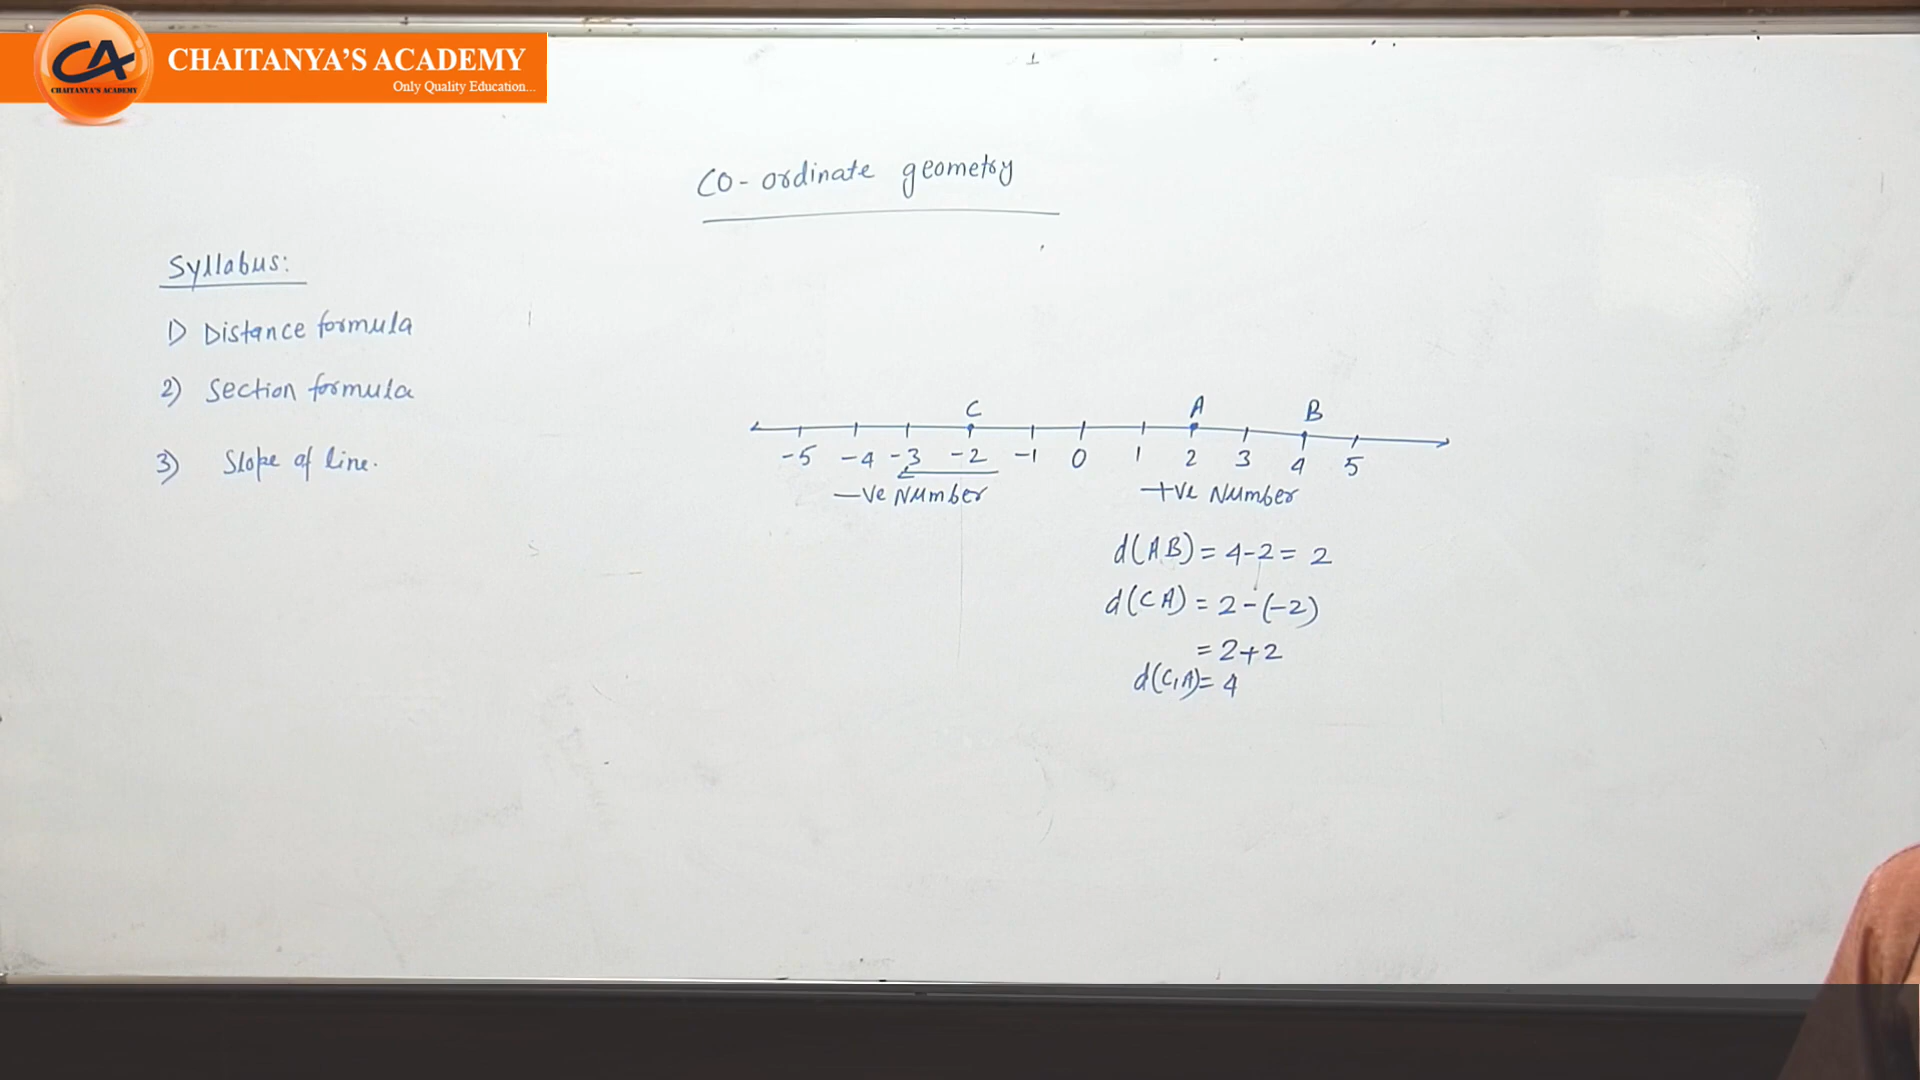 CA
CHAITANYA'S ACADEMY
CHAITANYA'S ACADEMY
Only Quality Education...
CO-ordinate geometry
Syllabus:
1) Distance formula
2) Section formula
3) Slope of line.
C A B
-5 -4 -3 -2 -1 0 1 2 3 4 5
-Ve Number +Ve Number
d(AB) = 4-2 = 2
d(CA) = 2-(-2)
= 2+2
d(C,A) = 4